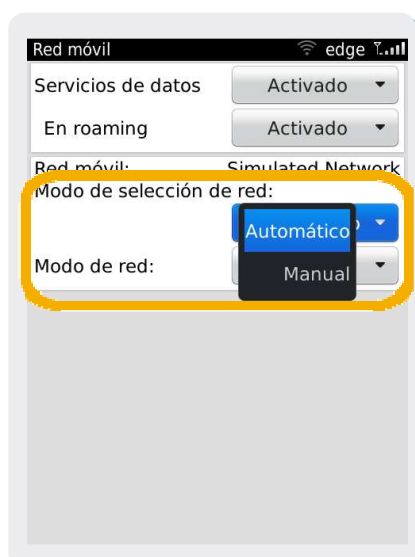 Red móvil edge
Servicios de datos Activado
En roaming Activado
Red móvil: Simulated Network
Modo de selección de red:
Automático
Modo de red:
Manual